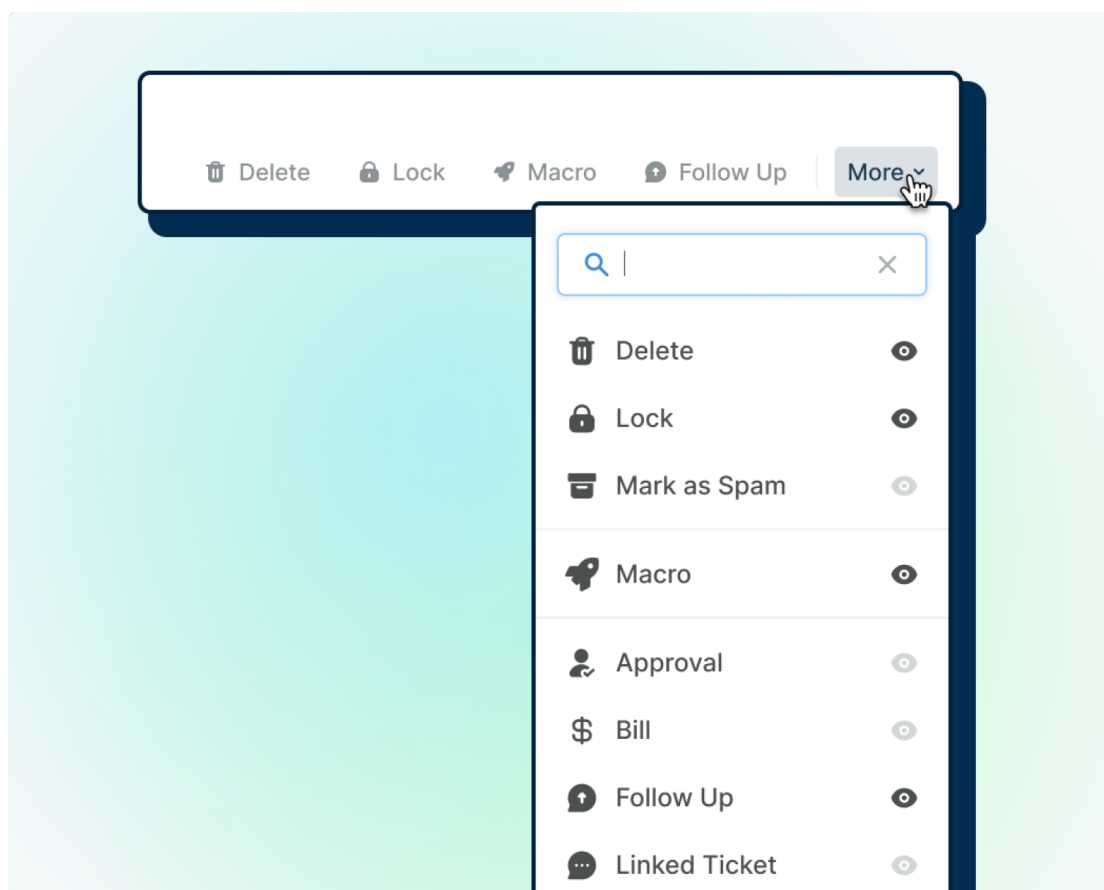 Delete Lock Macro Follow Up More
Delete
Lock
Mark as Spam
Macro
Approval
Bill
Follow Up
Linked Ticket